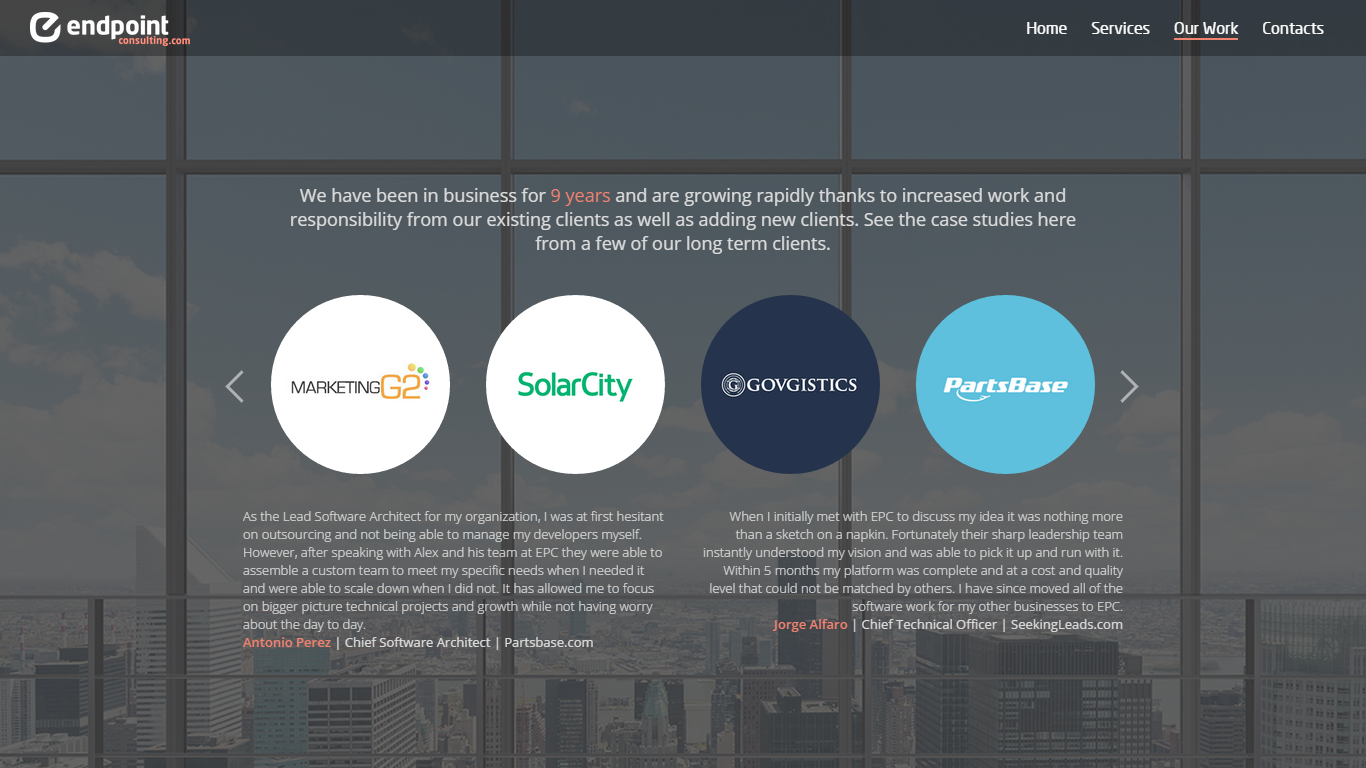 endpoint
consulting.com
Home Services Our Work Contacts
We have been in business for 9 years and are growing rapidly thanks to increased work and
responsibility from our existing clients as well as adding new clients. See the case studies here
from a few of our long term clients.
MARKETING G2
SolarCity
G GOVGISTICS
PartsBase
As the Lead Software Architect for my organization, I was at first hesitant
on outsourcing and not being able to manage my developers myself.
However, after speaking with Alex and his team at EPC they were able to
assemble a custom team to meet my specific needs when I needed it
and were able to scale down when I did not. It has allowed me to focus
on bigger picture technical projects and growth while not having worry
about the day to day.
Antonio Perez | Chief Software Architect | Partsbase.com
When I initially met with EPC to discuss my idea it was nothing more
than a sketch on a napkin. Fortunately their sharp leadership team
instantly understood my vision and was able to pick it up and run with it.
Within 5 months my platform was complete and at a cost and quality
level that could not be matched by others. I have since moved all of the
software work for my other businesses to EPC.
Jorge Alfaro | Chief Technical Officer | SeekingLeads.com